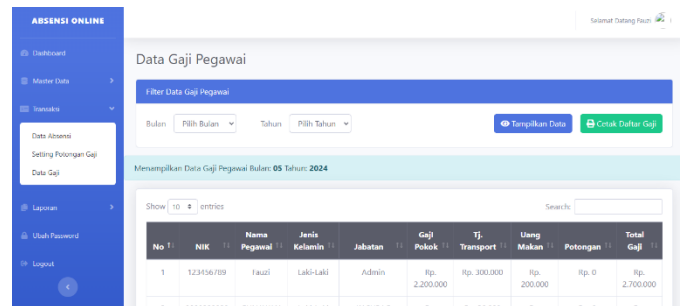 ABSENSI ONLINE
Selamat Datang Fauzi
Dashboard
Master Data
Transaksi
Data Absensi
Setting Potongan Gaji
Data Gaji
Laporan
Ubah Password
Logout
Data Gaji Pegawai
Filter Data Gaji Pegawai
Bulan Pilih Bulan Tahun Pilih Tahun Tampilkan Data Cetak Daftar Gaji
Menampilkan Data Gaji Pegawai Bulan: 05 Tahun: 2024
Show 10 entries Search:
No NIK Nama Pegawai Jenis Kelamin Jabatan Gaji Pokok Tj. Transport Uang Makan Potongan Total Gaji
1 123456789 Fauzi Laki-Laki Admin Rp. 2.200.000 Rp. 300.000 Rp. 200.000 Rp. 0 Rp. 2.700.000